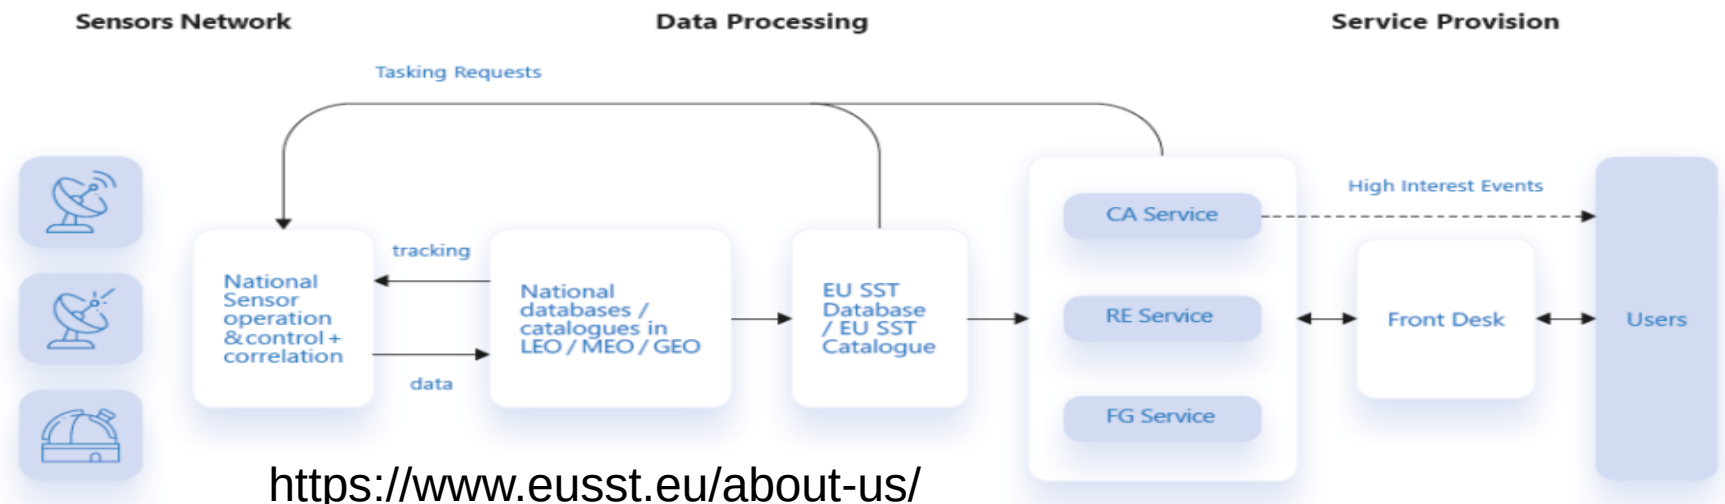 Sensors Network
Data Processing
Service Provision
Tasking Requests
High Interest Events
CA Service
tracking
National
Sensor
operation
&control+
correlation
National
databases /
catalogues in
LEO / MEO / GEO
EU SST
Database
/ EU SST
Catalogue
RE Service
Front Desk
Users
data
FG Service
https://www.eusst.eu/about-us/